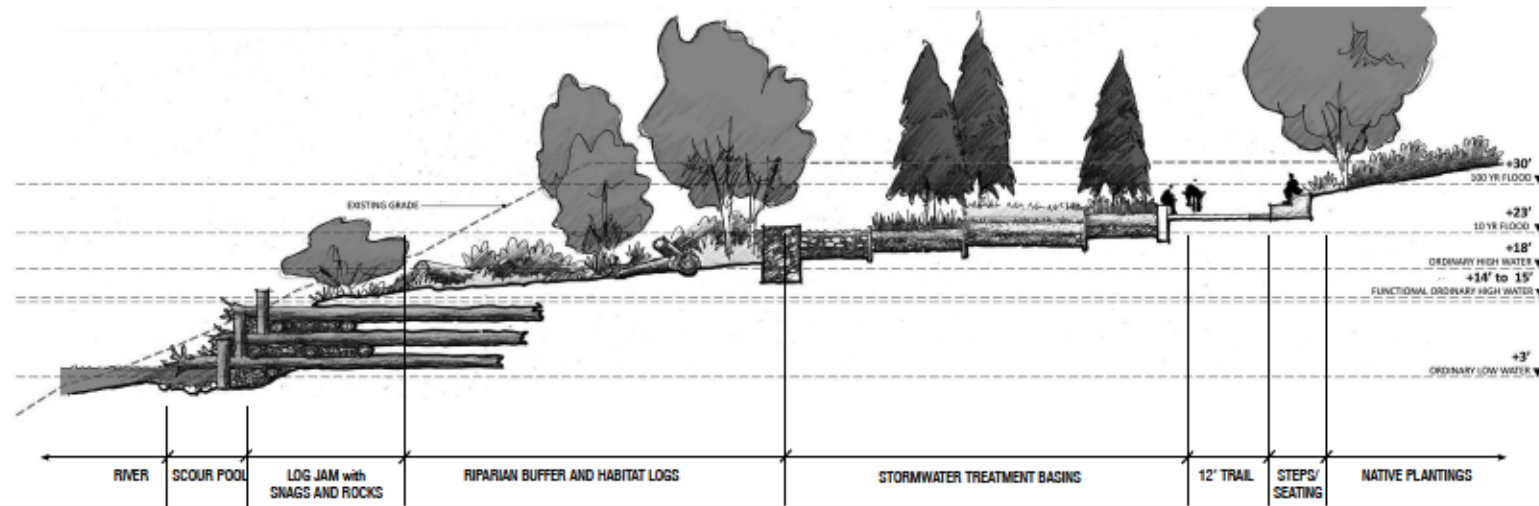 EXISTING GRADE
+30'
100 YR FLOOD
+23'
10 YR FLOOD
+18'
ORDINARY HIGH WATER
+14' to 15'
FUNCTIONAL ORDINARY HIGH WATER
+3'
ORDINARY LOW WATER
RIVER
SCOUR POOL
LOG JAM with
SNAGS AND ROCKS
RIPARIAN BUFFER AND HABITAT LOGS
STORMWATER TREATMENT BASINS
12' TRAIL
STEPS/
SEATING
NATIVE PLANTINGS